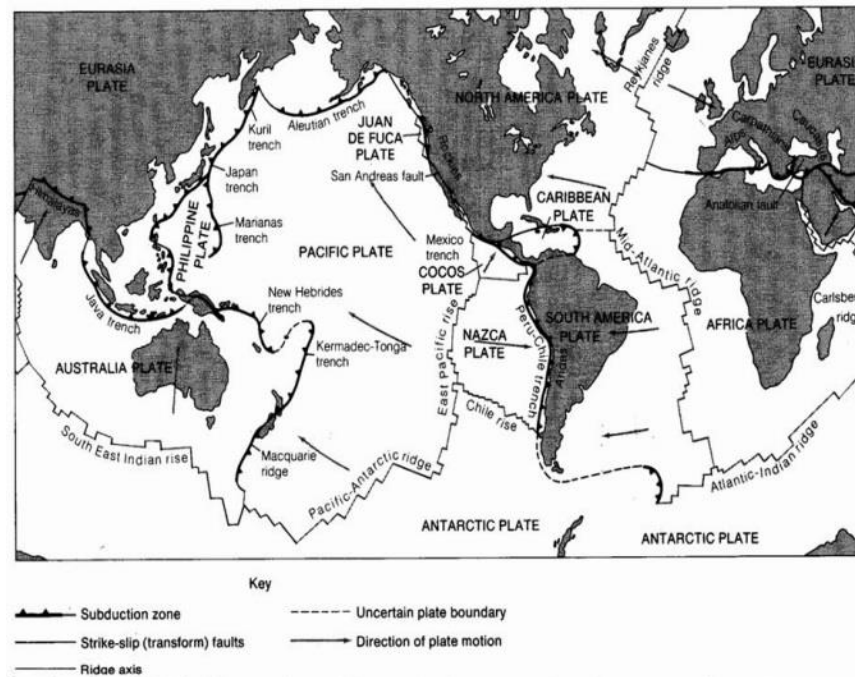 EURASIA
PLATE
Aleutian trench
Kuril
trench
JUAN
DE FUCA
PLATE
NORTH AMERICA PLATE
Reykjanes
ridge
EURASIA
PLATE
Alps
Carpathians
Caucasus
Japan
trench
San Andreas fault
Rockies
Himalayas
Marianas
trench
PHILIPPINE
PLATE
CARIBBEAN
PLATE
Anatolian fault
PACIFIC PLATE
Mexico
trench
COCOS
PLATE
Mid-Atlantic ridge
Java trench
New Hebrides
trench
Kermadec-Tonga
trench
East Pacific rise
NAZCA
PLATE
Peru-Chile trench
Andes
SOUTH AMERICA
PLATE
AFRICA PLATE
ridge
AUSTRALIA PLATE
South East Indian rise
Macquarie
ridge
Chile rise
Pacific-Antarctic ridge
Atlantic-Indian ridge
ANTARCTIC PLATE
ANTARCTIC PLATE
Key
Subduction zone
Uncertain plate boundary
Strike-slip (transform) faults
Direction of plate motion
Ridge axis